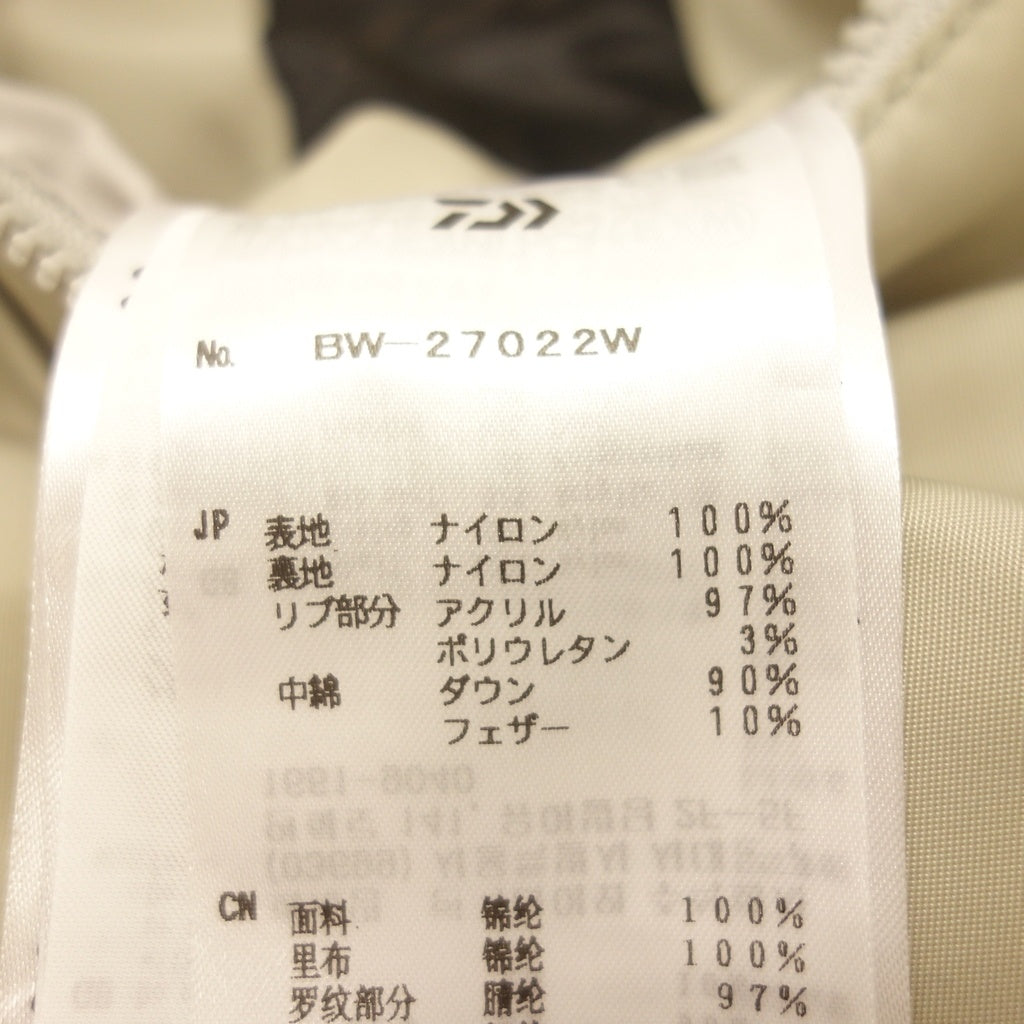 No. BW-27022W
JP 表地 ナイロン 100%
裏地 ナイロン 100%
リブ部分 アクリル 97%
ポリウレタン 3%
中綿 ダウン 90%
フェザー 10%
CN 面料 锦纶 100%
里布 锦纶 100%
罗纹部分 腈纶 97%